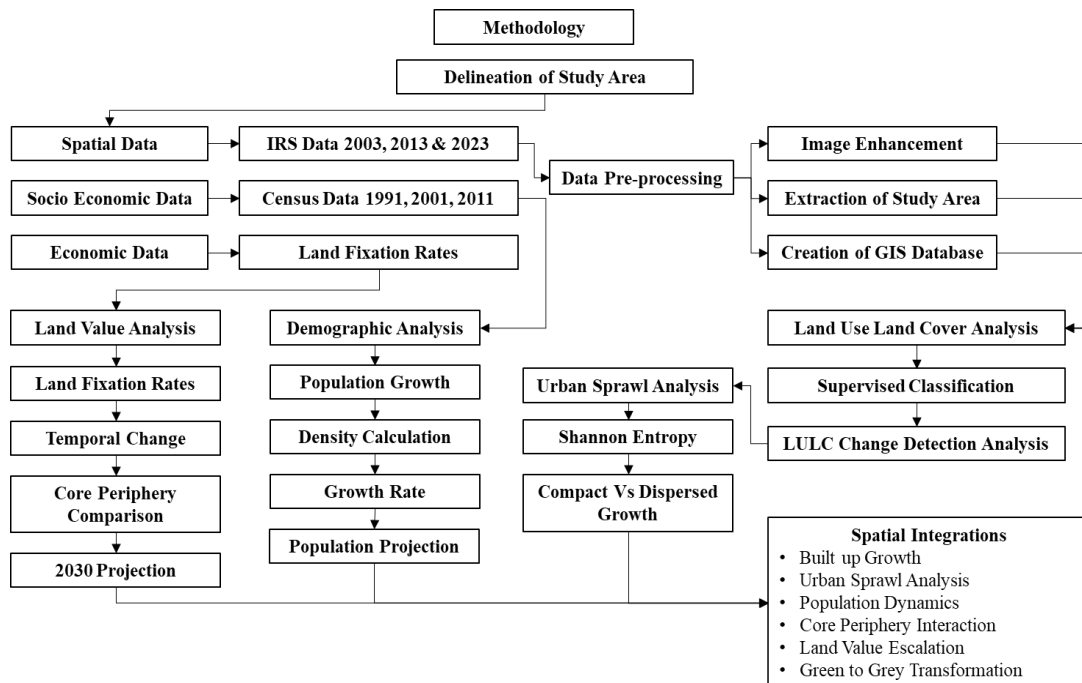 Methodology
Delineation of Study Area
Spatial Data
IRS Data 2003, 2013 & 2023
Socio Economic Data
Census Data 1991, 2001, 2011
Economic Data
Land Fixation Rates
Data Pre-processing
Image Enhancement
Extraction of Study Area
Creation of GIS Database
Land Value Analysis
Land Fixation Rates
Temporal Change
Core Periphery
Comparison
2030 Projection
Demographic Analysis
Population Growth
Density Calculation
Growth Rate
Population Projection
Urban Sprawl Analysis
Shannon Entropy
Compact Vs Dispersed
Growth
Land Use Land Cover Analysis
Supervised Classification
LULC Change Detection Analysis
Spatial Integrations
• Built up Growth
• Urban Sprawl Analysis
• Population Dynamics
• Core Periphery Interaction
• Land Value Escalation
• Green to Grey Transformation